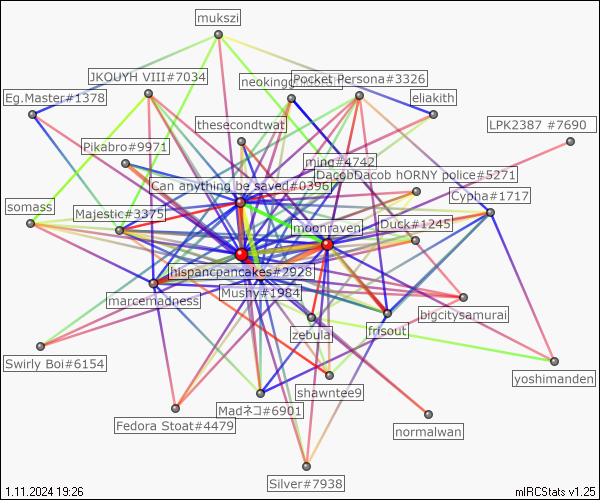 mukszi
JKOUYH VIII#7034
Pocket Persona#3326
Eg.Master#1378
eliakith
LPK2387 #7690
thesecondtwat
Pikabro#9971
ming#4742
DacobDacob hORNY police#5271
Can anything be saved#0396
Cypha#1717
somass
Majestic#3375
Duck#1245
moonraven
hispancpancakes#2928
Mushy#1984
marcemadness
bigcitysamurai
zebula
frisout
Swirly Boi#6154
yoshimanden
shawntee9
Madネコ#6901
Fedora Stoat#4479
normalwan
Silver#7938
1.11.2024 19:26
mIRCStats v1.25